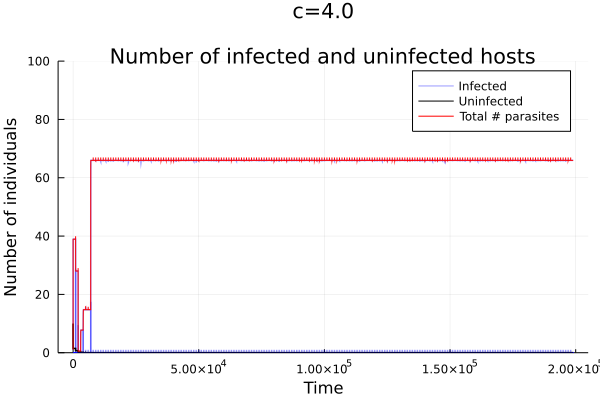 c=4.0
Number of infected and uninfected hosts
Number of individuals
100
80
60
40
20
0
Infected
Uninfected
Total # parasites
0 5.00×10⁴ 1.00×10⁵ 1.50×10⁵ 2.00×10⁵
Time